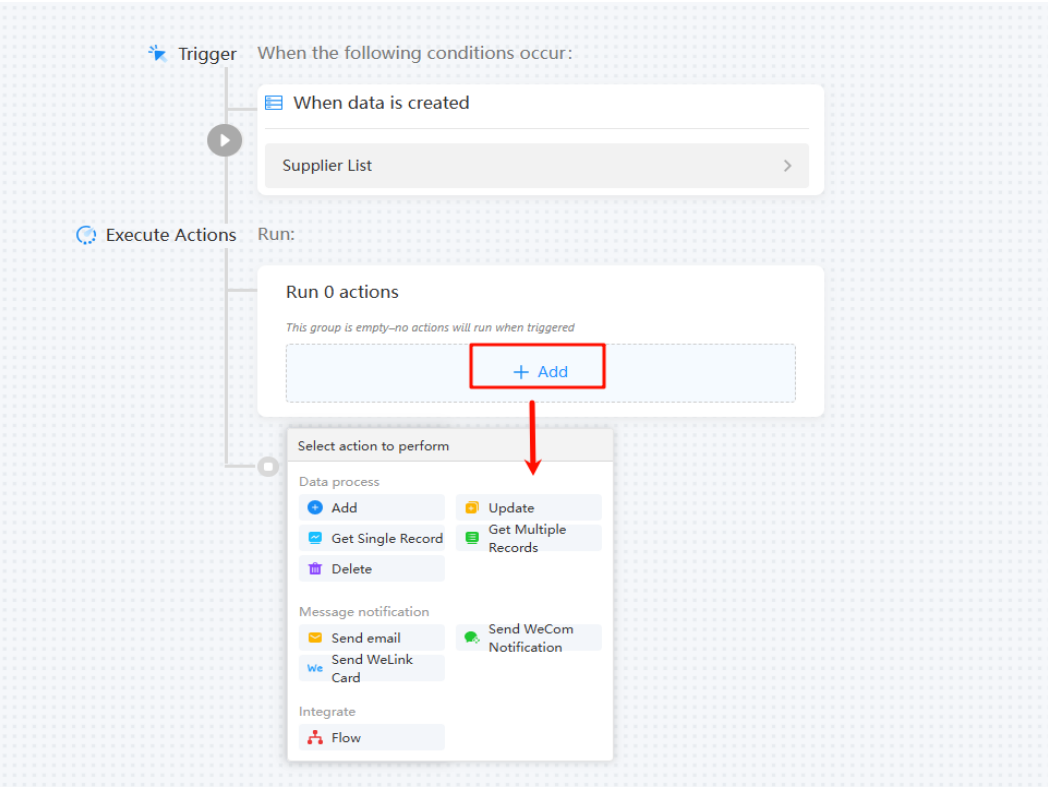 Trigger When the following conditions occur:
When data is created
Supplier List
Execute Actions Run:
Run 0 actions
This group is empty–no actions will run when triggered
+ Add
Select action to perform
Data process
Add Update
Get Single Record Get Multiple
Records
Delete
Message notification
Send email Send WeCom
Notification
We Send WeLink
Card
Integrate
Flow